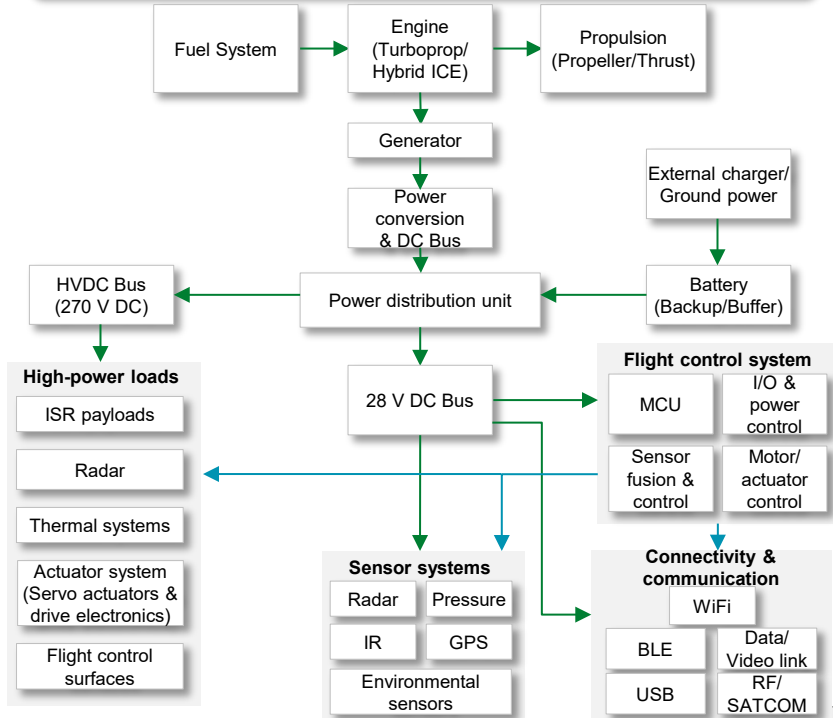 Fuel System
Engine
(Turboprop/
Hybrid ICE)
Propulsion
(Propeller/Thrust)
Generator
External charger/
Ground power
Power
conversion
& DC Bus
HVDC Bus
(270 V DC)
Power distribution unit
Battery
(Backup/Buffer)
High-power loads
ISR payloads
Radar
Thermal systems
Actuator system
(Servo actuators &
drive electronics)
Flight control
surfaces
28 V DC Bus
Flight control system
MCU
I/O &
power
control
Sensor
fusion &
control
Motor/
actuator
control
Sensor systems
Radar
Pressure
IR
GPS
Environmental
sensors
Connectivity &
communication
WiFi
BLE
Data/
Video link
USB
RF/
SATCOM